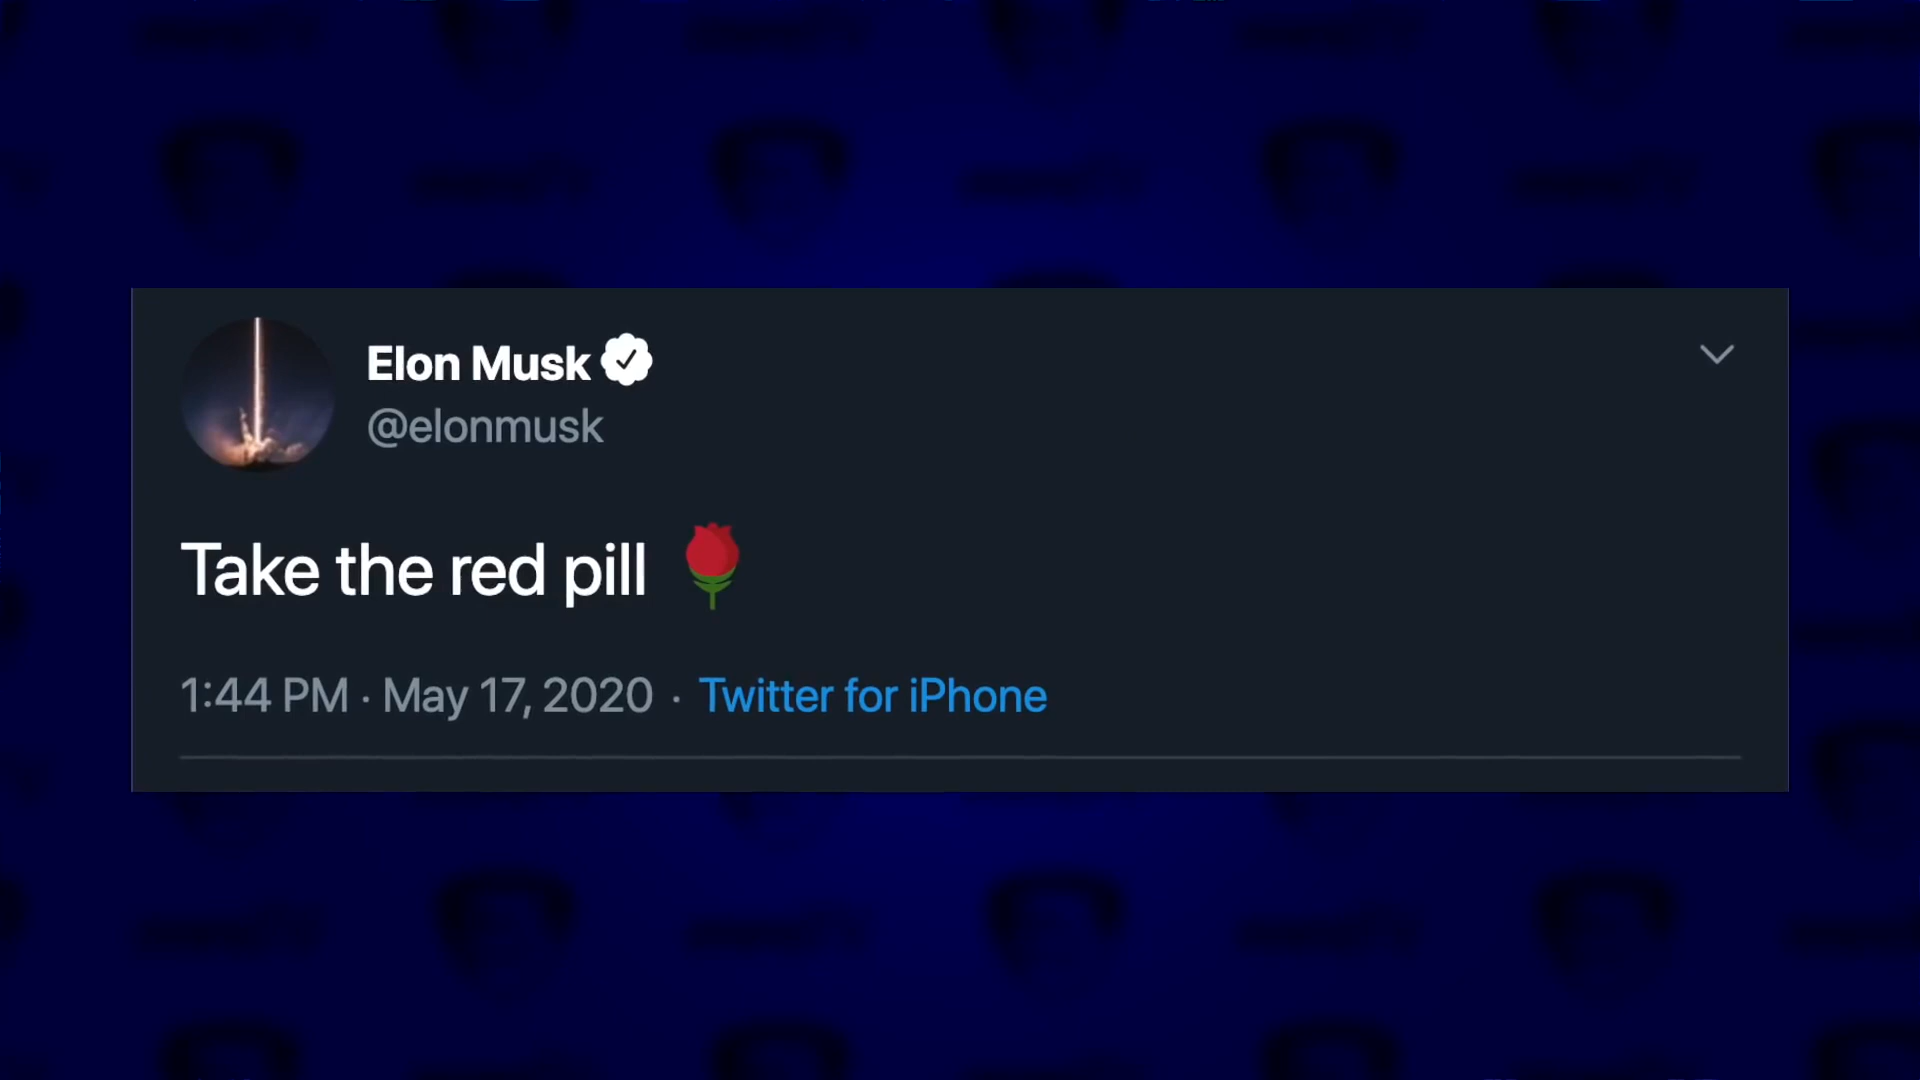 Elon Musk
@elonmusk
Take the red pill 🌹
1:44 PM · May 17, 2020 · Twitter for iPhone